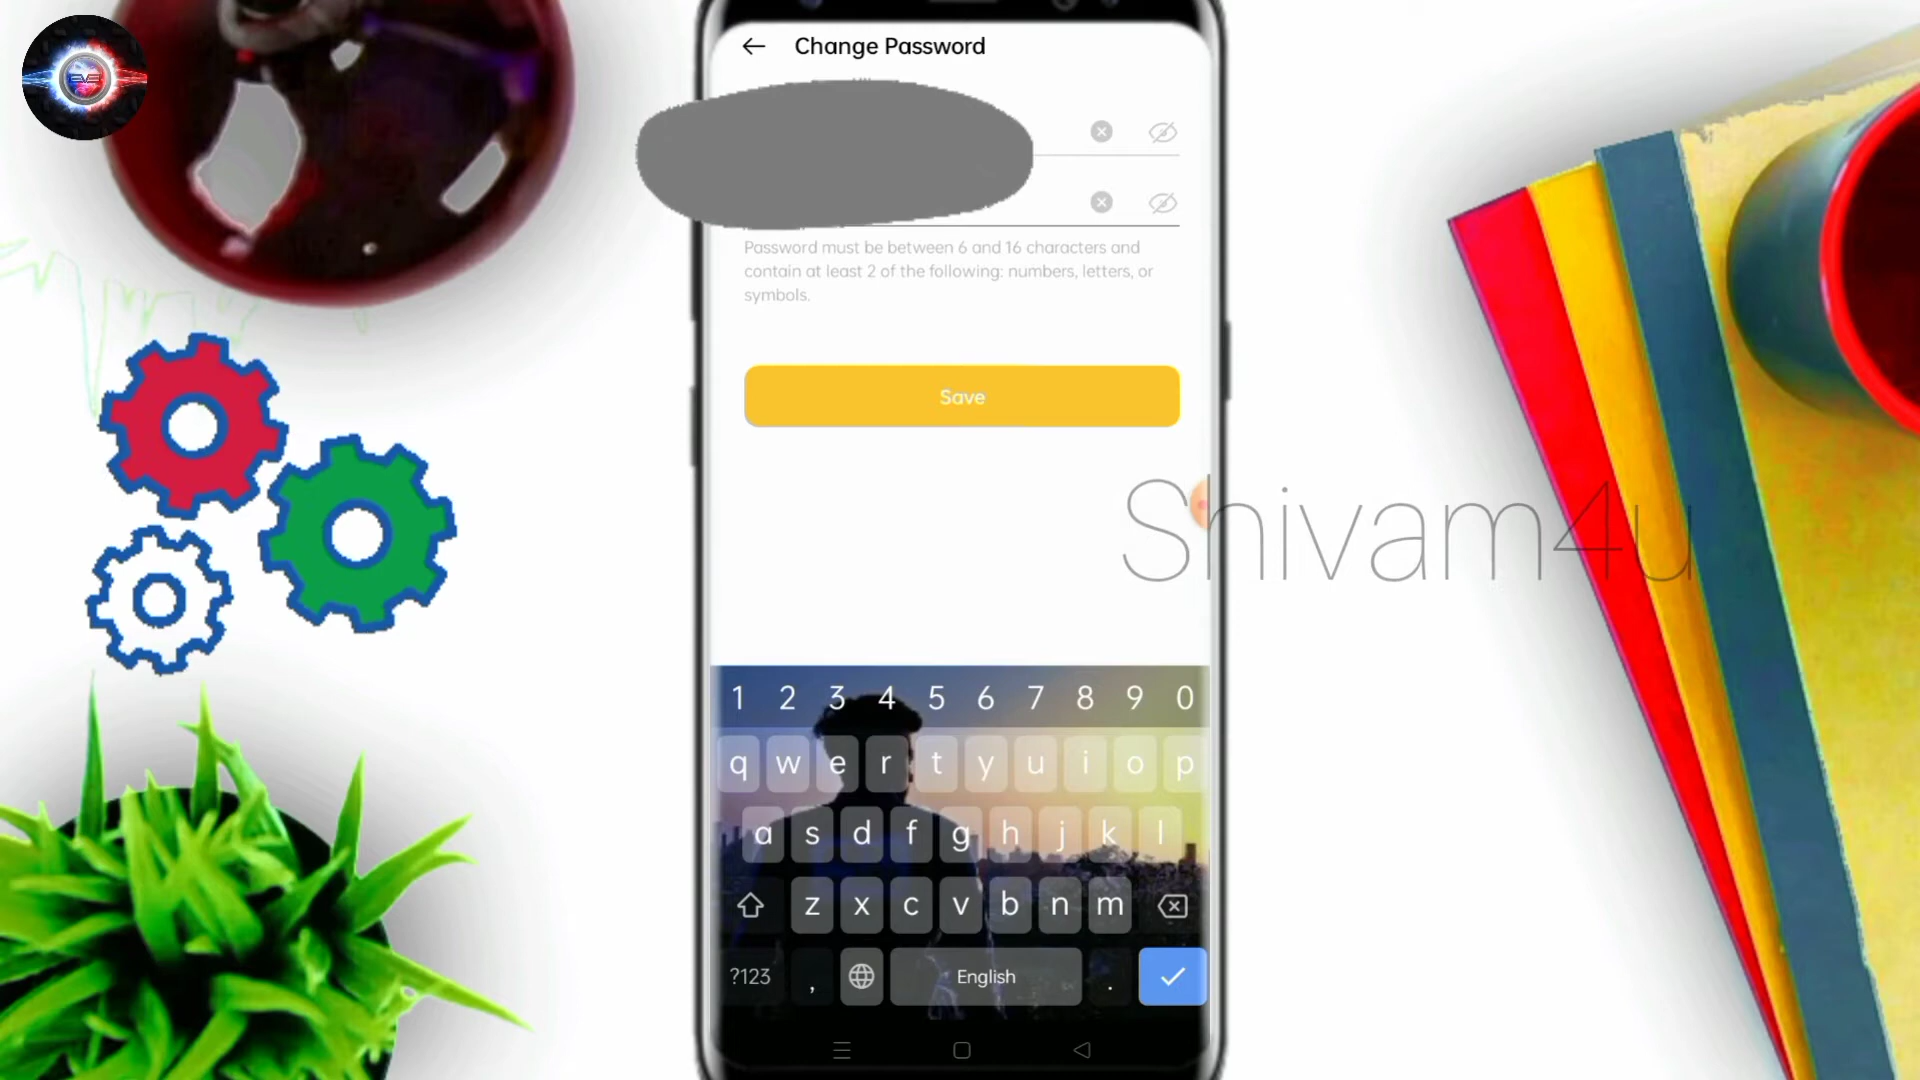 Change Password
Password must be between 6 and 16 characters and
contain at least 2 of the following: numbers, letters, or
symbols.
Save
Shivam4u
1 2 3 4 5 6 7 8 9 0
q w e r t y u i o p
a s d f g h j k l
z x c v b n m
?123 , English .